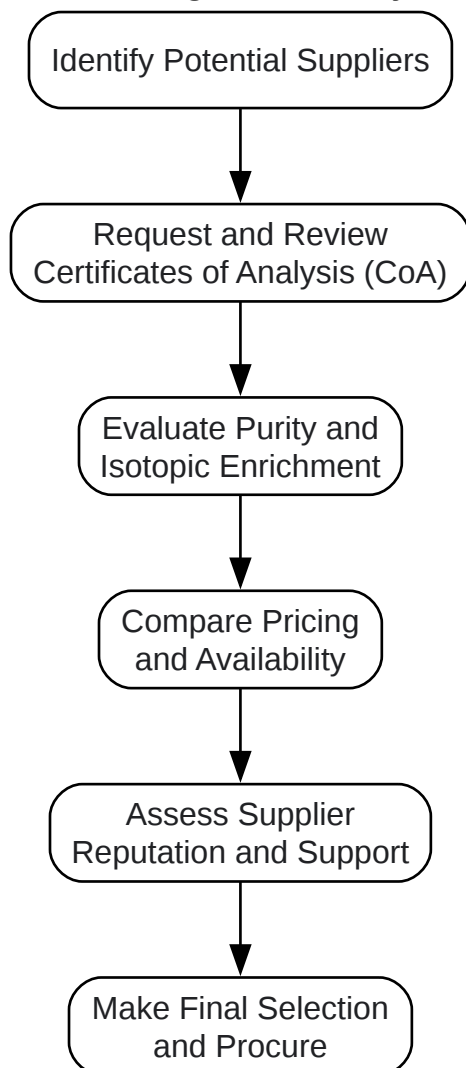 Identify Potential Suppliers
Request and Review
Certificates of Analysis (CoA)
Evaluate Purity and
Isotopic Enrichment
Compare Pricing
and Availability
Assess Supplier
Reputation and Support
Make Final Selection
and Procure